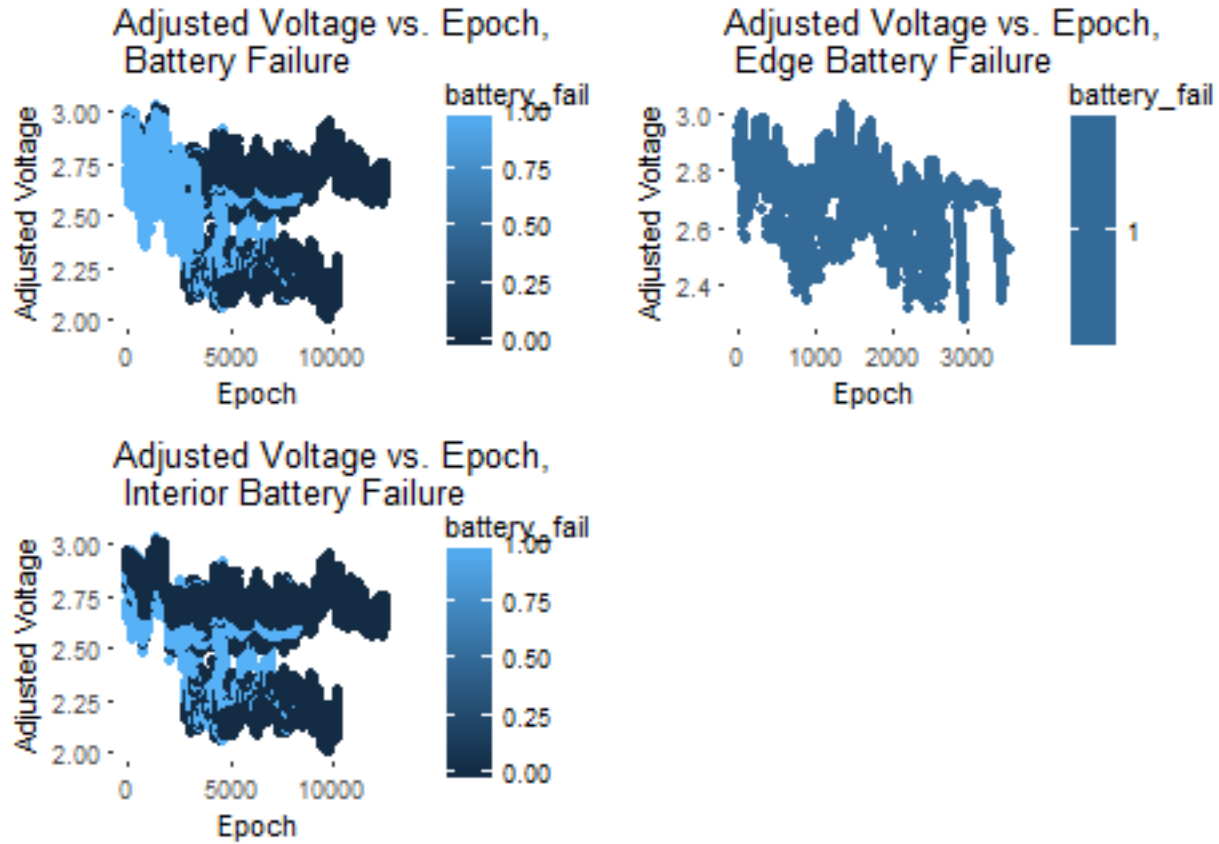 Adjusted Voltage vs. Epoch,
Battery Failure
battery_fail
1.00
0.75
0.50
0.25
0.00
Adjusted Voltage
3.00
2.75
2.50
2.25
2.00
0 5000 10000
Epoch
Adjusted Voltage vs. Epoch,
Edge Battery Failure
battery_fail
1
Adjusted Voltage
3.0
2.8
2.6
2.4
0 1000 2000 3000
Epoch
Adjusted Voltage vs. Epoch,
Interior Battery Failure
battery_fail
1.00
0.75
0.50
0.25
0.00
Adjusted Voltage
3.00
2.75
2.50
2.25
2.00
0 5000 10000
Epoch